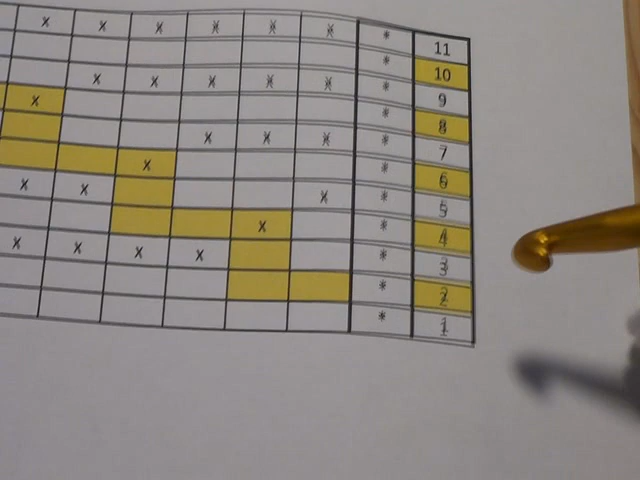 x x x x x x * 11
* 10
x x x x x * 9
x * 8
x x x * 7
x * 6
x x x * 5
x * 4
x x x x * 3
* 2
* 1